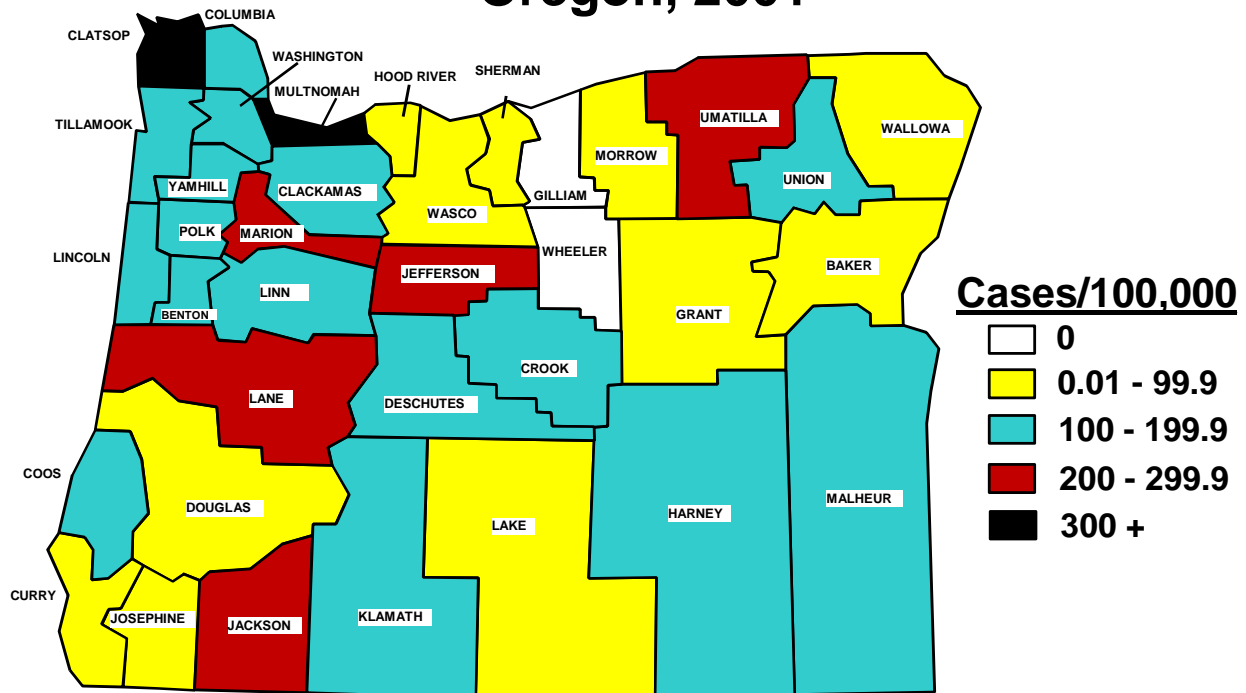 COLUMBIA
CLATSOP
WASHINGTON
HOOD RIVER
SHERMAN
MULTNOMAH
TILLAMOOK
UMATILLA
WALLOWA
MORROW
YAMHILL
CLACKAMAS
UNION
GILLIAM
WASCO
POLK
MARION
WHEELER
LINCOLN
JEFFERSON
BAKER
LINN
BENTON
GRANT
CROOK
LANE
DESCHUTES
COOS
DOUGLAS
LAKE
HARNEY
MALHEUR
CURRY
JOSEPHINE
JACKSON
KLAMATH
Cases/100,000
0
0.01 - 99.9
100 - 199.9
200 - 299.9
300 +